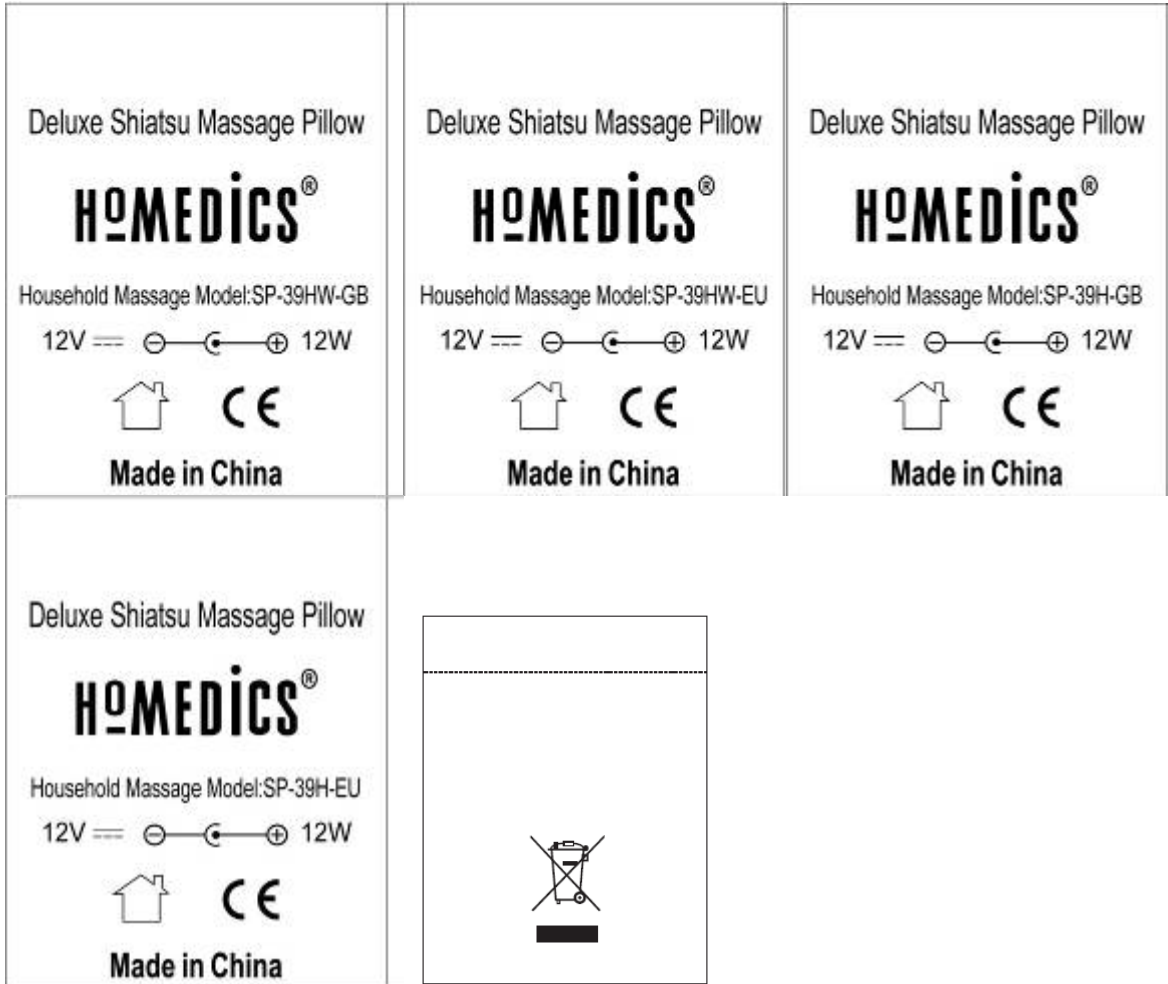 Deluxe Shiatsu Massage Pillow
HoMEDiCS®
Household Massage Model:SP-39HW-GB
12V 12W
CE
Made in China
Deluxe Shiatsu Massage Pillow
HoMEDiCS®
Household Massage Model:SP-39HW-EU
12V 12W
CE
Made in China
Deluxe Shiatsu Massage Pillow
HoMEDiCS®
Household Massage Model:SP-39H-GB
12V 12W
CE
Made in China
Deluxe Shiatsu Massage Pillow
HoMEDiCS®
Household Massage Model:SP-39H-EU
12V 12W
CE
Made in China